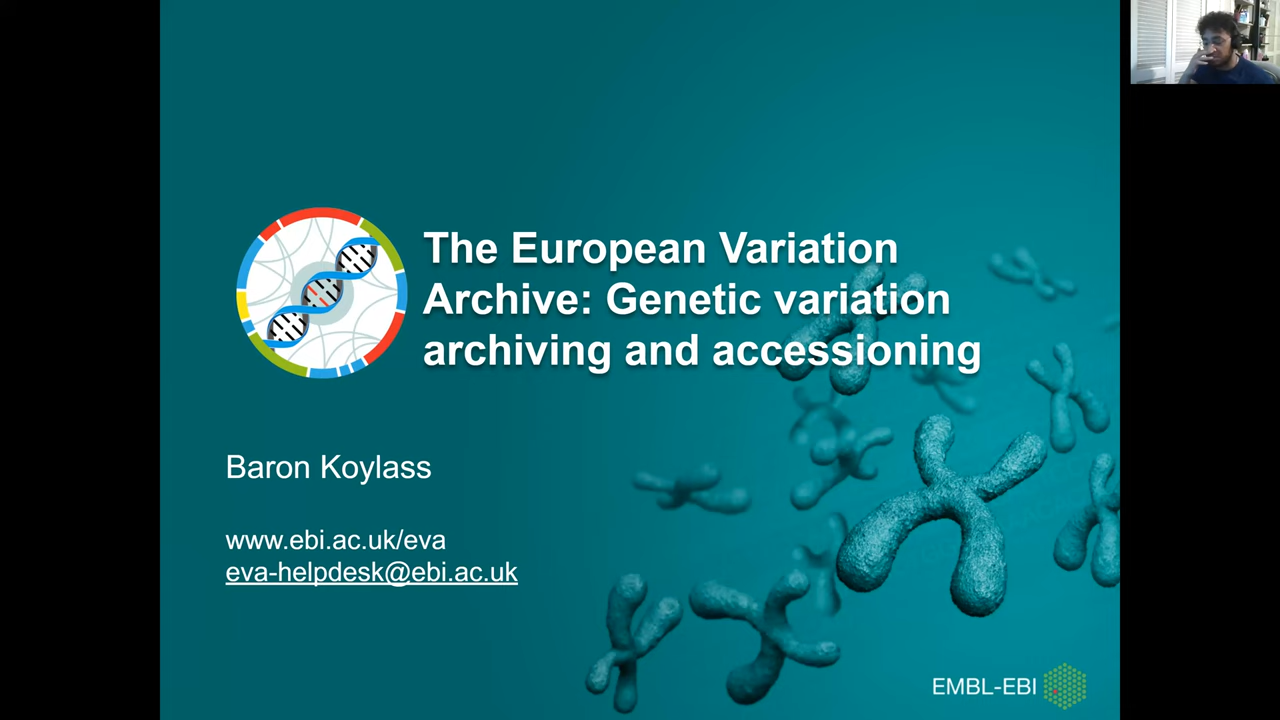 The European Variation
Archive: Genetic variation
archiving and accessioning
Baron Koylass
www.ebi.ac.uk/eva
eva-helpdesk@ebi.ac.uk
EMBL-EBI